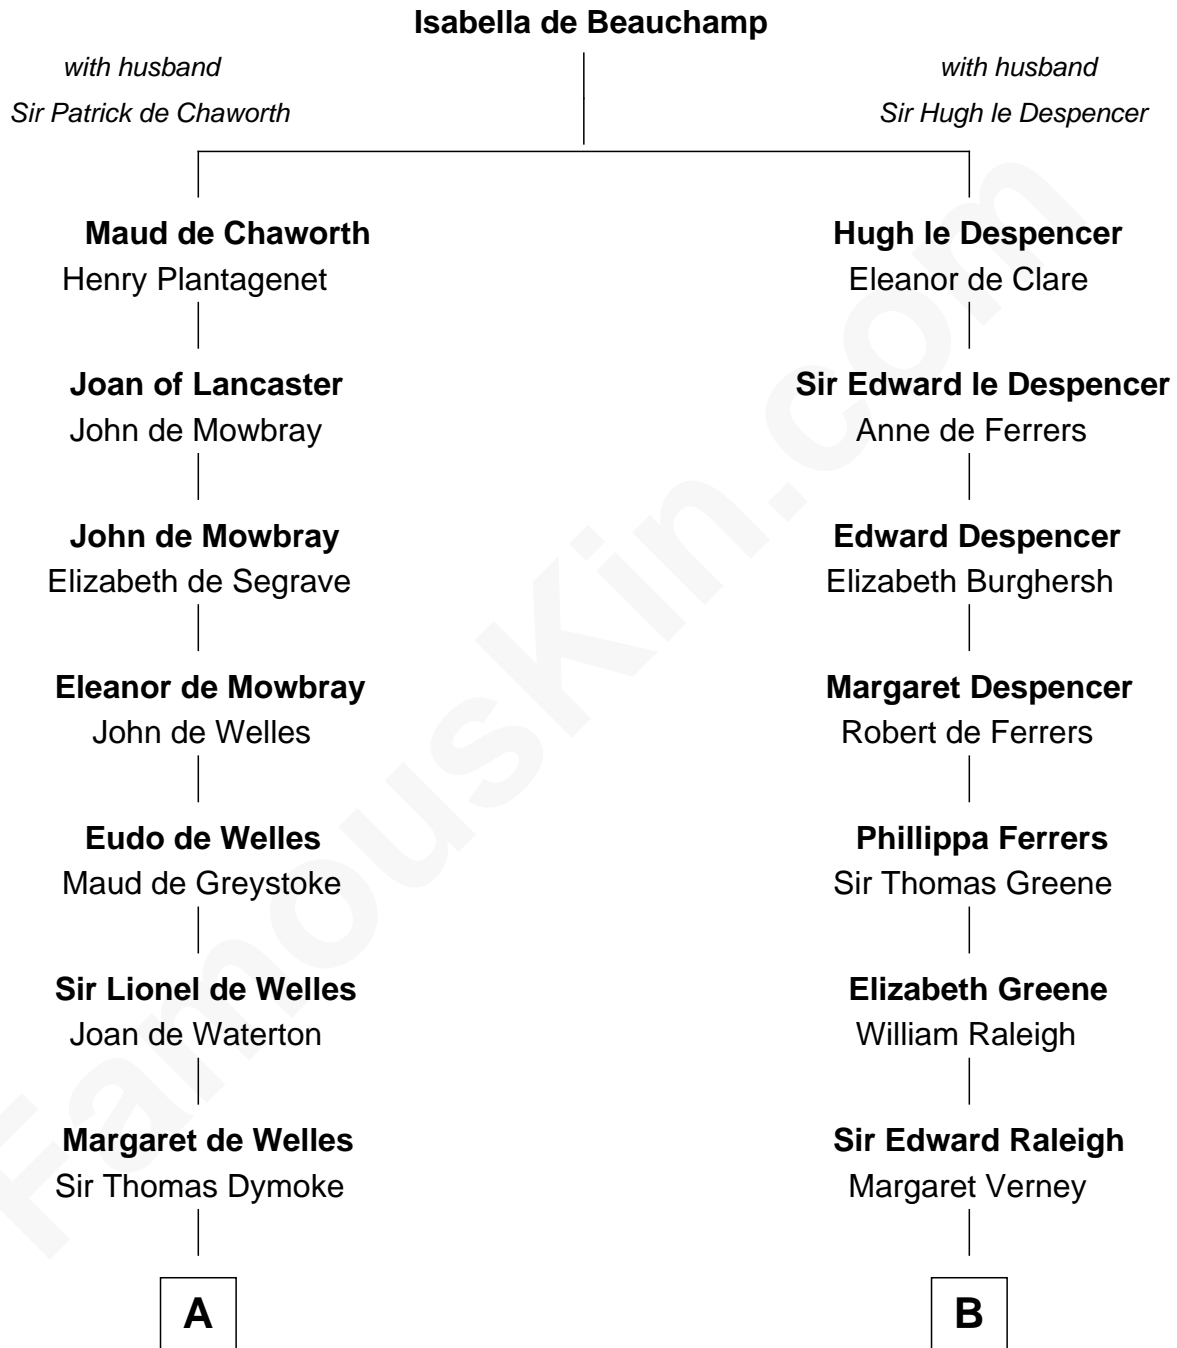 Isabella de Beauchamp
with husband
Sir Patrick de Chaworth
with husband
Sir Hugh le Despencer
Maud de Chaworth
Henry Plantagenet
Joan of Lancaster
John de Mowbray
John de Mowbray
Elizabeth de Segrave
Eleanor de Mowbray
John de Welles
Eudo de Welles
Maud de Greystoke
Sir Lionel de Welles
Joan de Waterton
Margaret de Welles
Sir Thomas Dymoke
A
Hugh le Despencer
Eleanor de Clare
Sir Edward le Despencer
Anne de Ferrers
Edward Despencer
Elizabeth Burghersh
Margaret Despencer
Robert de Ferrers
Phillippa Ferrers
Sir Thomas Greene
Elizabeth Greene
William Raleigh
Sir Edward Raleigh
Margaret Verney
B
FamousKin.com